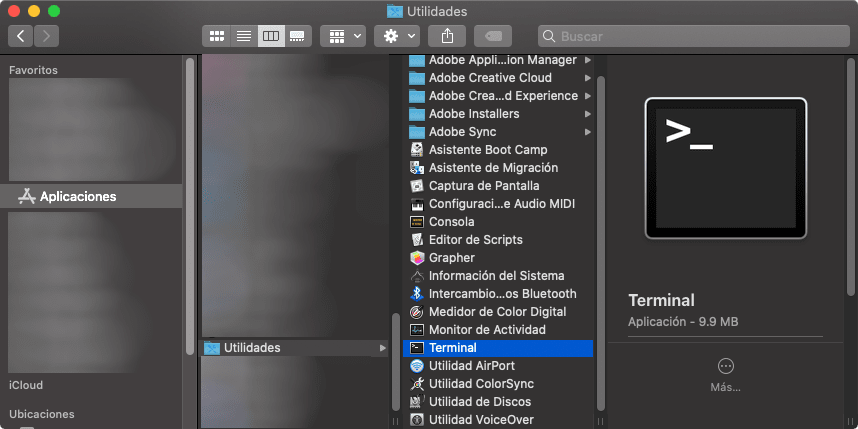 Utilidades
Buscar
Favoritos
Aplicaciones
iCloud
Ubicaciones
Utilidades
Adobe Appli...ion Manager
Adobe Creative Cloud
Adobe Crea...d Experience
Adobe Installers
Adobe Sync
Asistente Boot Camp
Asistente de Migración
Captura de Pantalla
Configuraci...e Audio MIDI
Consola
Editor de Scripts
Grapher
Información del Sistema
Intercambio...os Bluetooth
Medidor de Color Digital
Monitor de Actividad
Terminal
Utilidad AirPort
Utilidad ColorSync
Utilidad de Discos
Utilidad VoiceOver
>_
Terminal
Aplicación - 9.9 MB
Más...